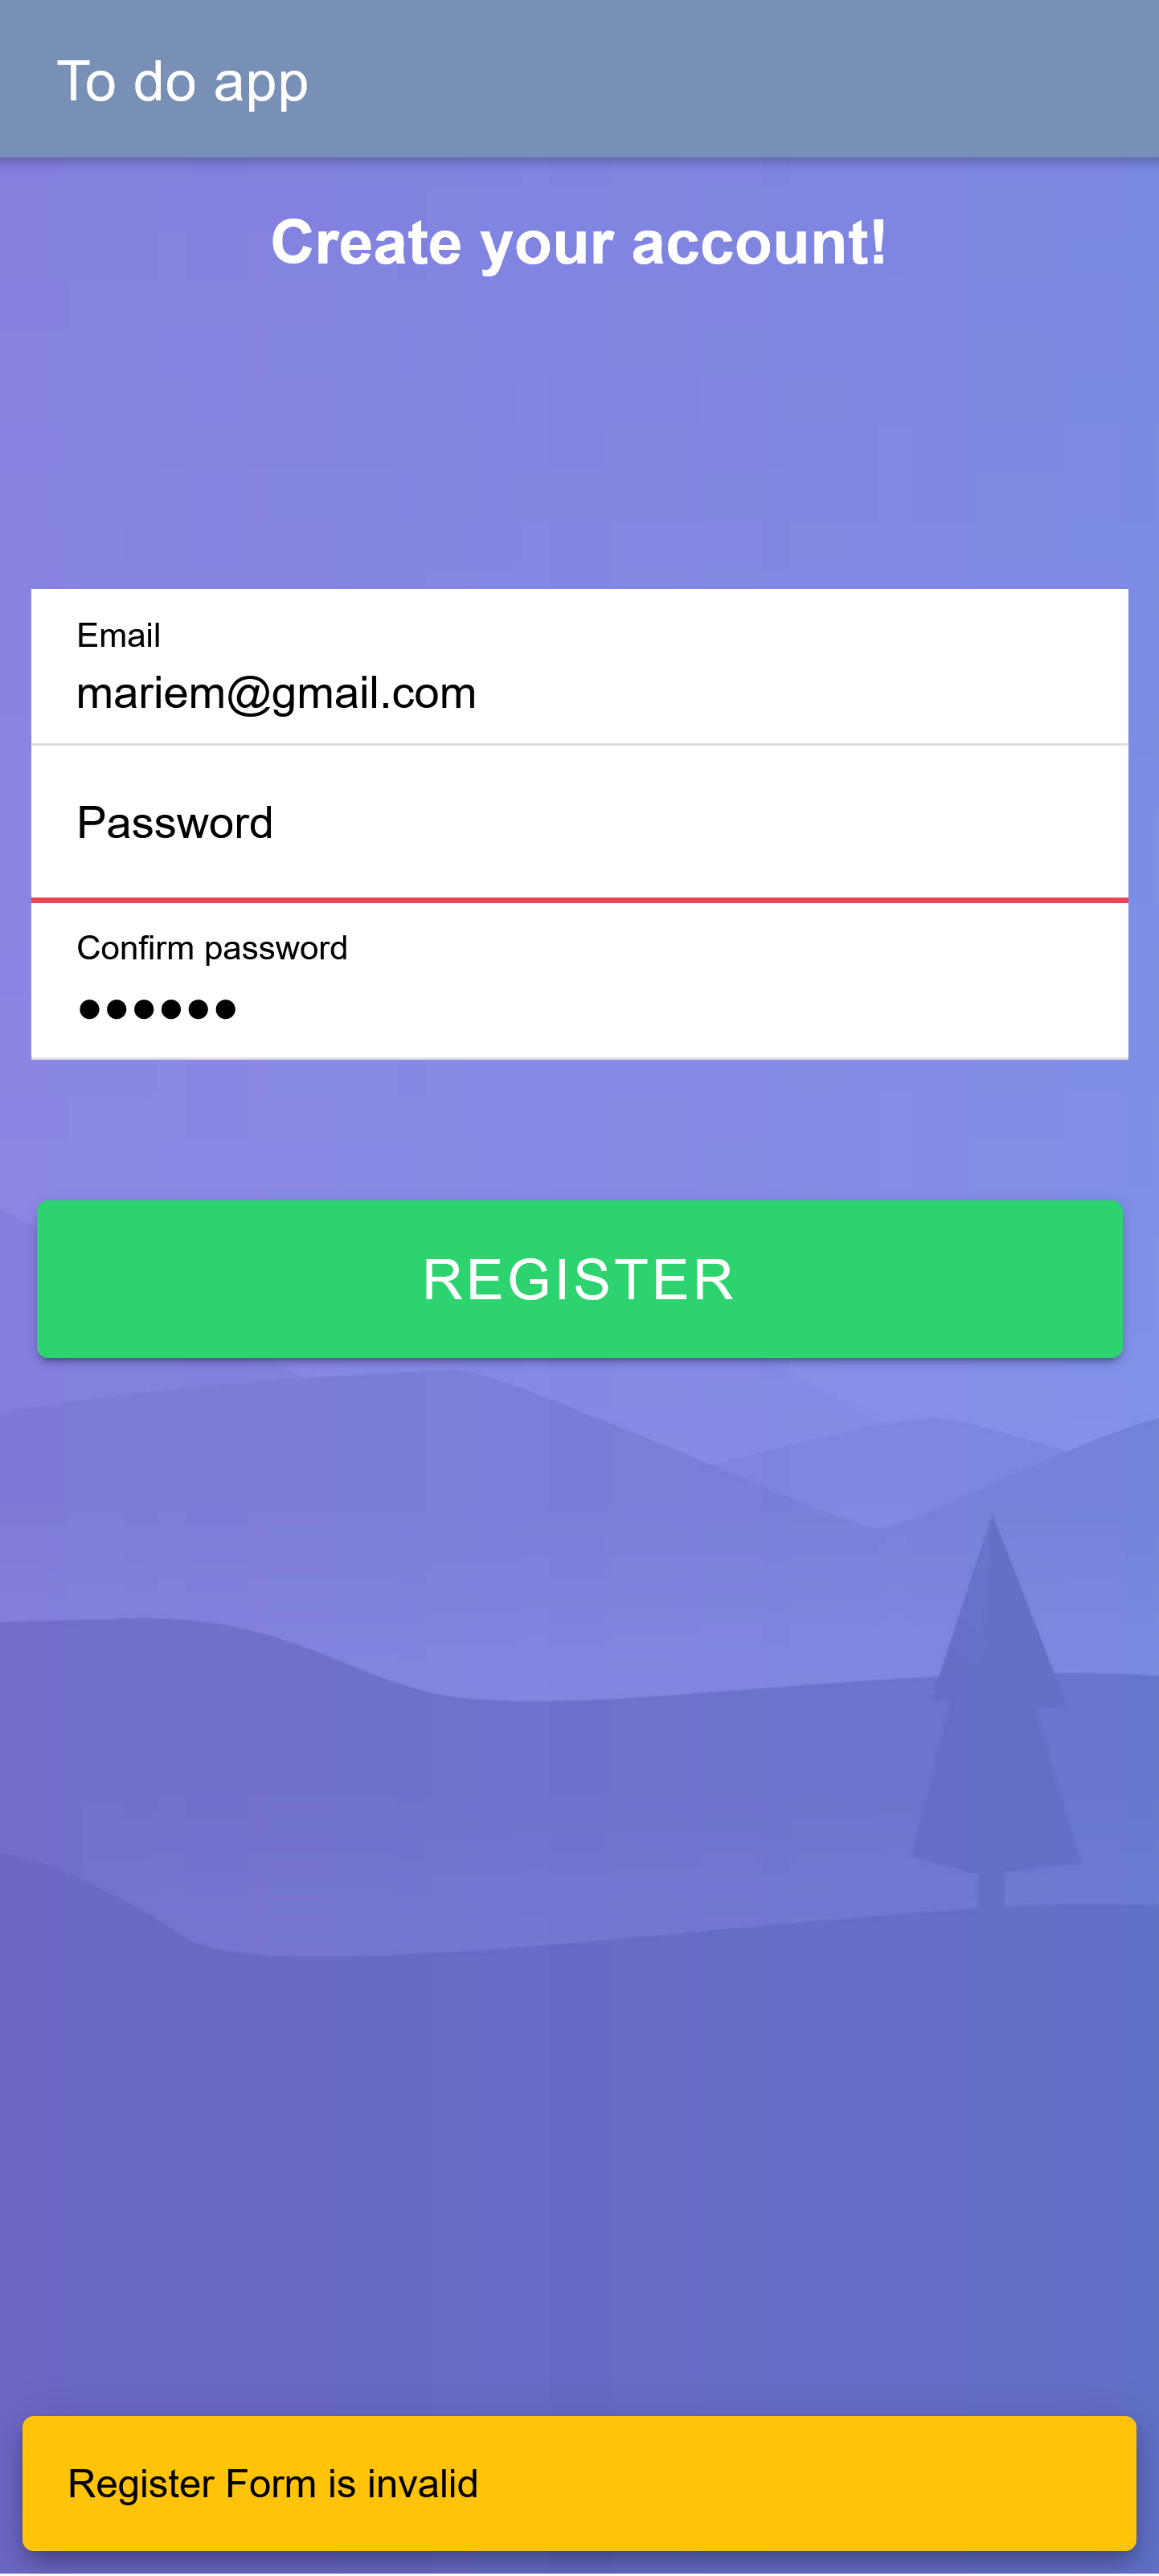 To do app
Create your account!
Email
mariem@gmail.com
Password
Confirm password
••••••
REGISTER
Register Form is invalid